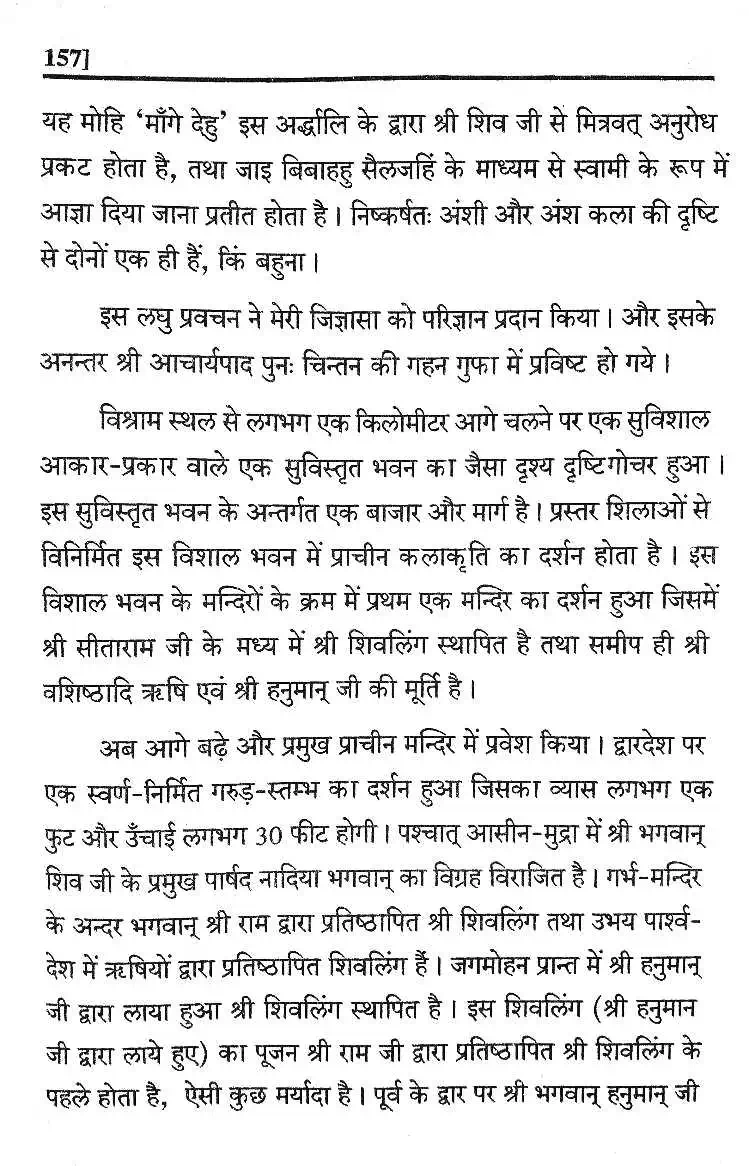 157]
यह मोहि ‘माँगे देहु’ इस अर्द्धालि के द्वारा श्री शिव जी से मित्रवत् अनुरोध
प्रकट होता है, तथा जाइ बिबाहहु सैलजहिं के माध्यम से स्वामी के रूप में
आज्ञा दिया जाना प्रतीत होता है। निष्कर्षतः अंशी और अंश कला की दृष्टि
से दोनों एक ही हैं, किं बहुना।
इस लघु प्रवचन ने मेरी जिज्ञासा को परिज्ञान प्रदान किया। और इसके
अनन्तर श्री आचार्यपाद पुनः चिन्तन की गहन गुफा में प्रविष्ट हो गये।
विश्राम स्थल से लगभग एक किलोमीटर आगे चलने पर एक सुविशाल
आकार-प्रकार वाले एक सुविस्तृत भवन का जैसा दृश्य दृष्टिगोचर हुआ।
इस सुविस्तृत भवन के अन्तर्गत एक बाजार और मार्ग है। प्रस्तर शिलाओं से
विनिर्मित इस विशाल भवन में प्राचीन कलाकृति का दर्शन होता है। इस
विशाल भवन के मन्दिरों के क्रम में प्रथम एक मन्दिर का दर्शन हुआ जिसमें
श्री सीताराम जी के मध्य में श्री शिवलिंग स्थापित है तथा समीप ही श्री
वशिष्ठादि ऋषि एवं श्री हनुमान् जी की मूर्ति है।
अब आगे बढ़े और प्रमुख प्राचीन मन्दिर में प्रवेश किया। द्वारदेश पर
एक स्वर्ण-निर्मित गरुड़-स्तम्भ का दर्शन हुआ जिसका व्यास लगभग एक
फुट और उँचाई लगभग 30 फीट होगी। पश्चात् आसीन-मुद्रा में श्री भगवान्
शिव जी के प्रमुख पार्षद नादिया भगवान् का विग्रह विराजित है। गर्भ-मन्दिर
के अन्दर भगवान् श्री राम द्वारा प्रतिष्ठापित श्री शिवलिंग तथा उभय पार्श्व-
देश में ऋषियों द्वारा प्रतिष्ठापित शिवलिंग हैं। जगमोहन प्रान्त में श्री हनुमान्
जी द्वारा लाया हुआ श्री शिवलिंग स्थापित है। इस शिवलिंग (श्री हनुमान
जी द्वारा लाये हुए) का पूजन श्री राम जी द्वारा प्रतिष्ठापित श्री शिवलिंग के
पहले होता है, ऐसी कुछ मर्यादा है। पूर्व के द्वार पर श्री भगवान् हनुमान् जी